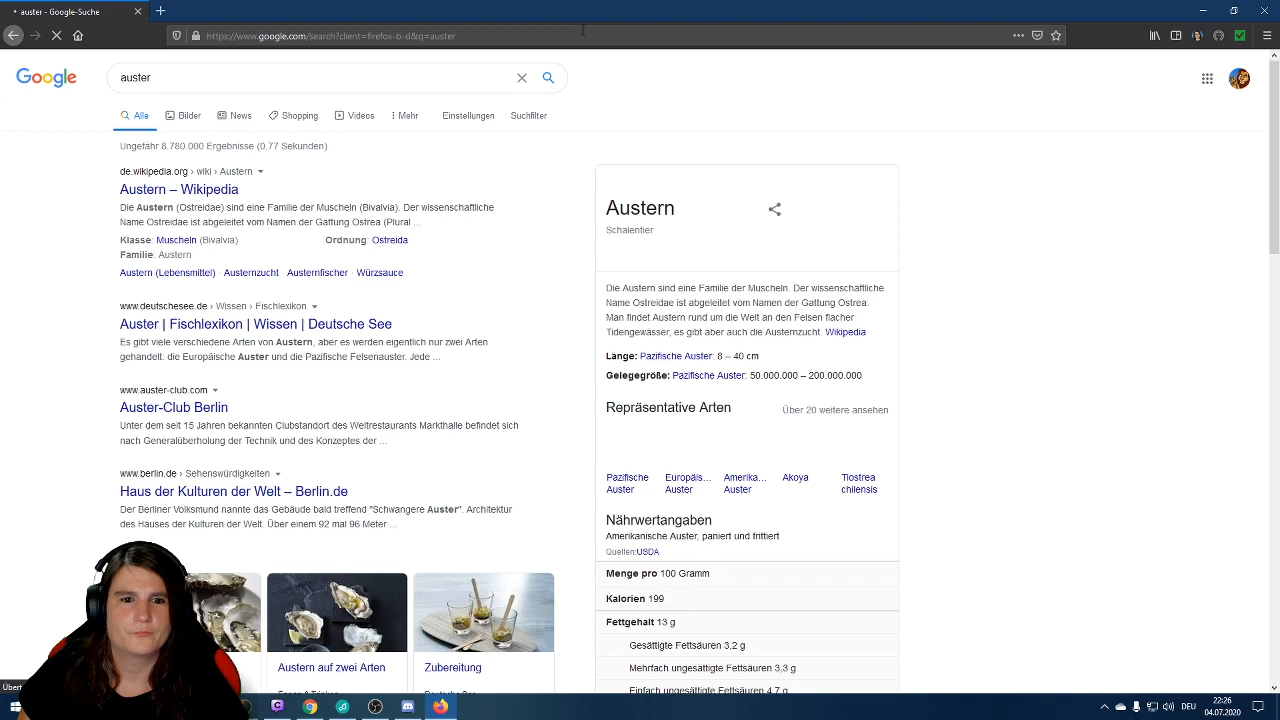 auster - Google-Suche
https://www.google.com/search?client=firefox-b-d&q=auster
Google
auster
Alle
Bilder
News
Shopping
Videos
Mehr
Einstellungen
Suchfilter
Ungefähr 8.780.000 Ergebnisse (0,77 Sekunden)
de.wikipedia.org › wiki › Austern
Austern – Wikipedia
Die Austern (Ostreidae) sind eine Familie der Muscheln (Bivalvia). Der wissenschaftliche
Name Ostreidae ist abgeleitet vom Namen der Gattung Ostrea (Plural ...
Klasse: Muscheln (Bivalvia)
Ordnung: Ostreida
Familie: Austern
Austern (Lebensmittel) · Austernzucht · Austernfischer · Würzsauce
www.deutschesee.de › Wissen › Fischlexikon
Auster | Fischlexikon | Wissen | Deutsche See
Es gibt viele verschiedene Arten von Austern, aber es werden eigentlich nur zwei Arten
gehandelt: die Europäische Auster und die Pazifische Felsenauster. Jede ...
www.auster-club.com
Auster-Club Berlin
Unter dem seit 15 Jahren bekannten Clubstandort des Weltrestaurants Markthalle befindet sich
nach Generalüberholung der Technik und des Konzeptes der ...
www.berlin.de › Sehenswürdigkeiten
Haus der Kulturen der Welt – Berlin.de
Der Berliner Volksmund nannte das Gebäude bald treffend "Schwangere Auster". Architektur
des Hauses der Kulturen der Welt. Über einem 92 mal 96 Meter ...
Austern auf zwei Arten
Zubereitung
Austern
Schalentier
Die Austern sind eine Familie der Muscheln. Der wissenschaftliche
Name Ostreidae ist abgeleitet vom Namen der Gattung Ostrea.
Man findet Austern rund um die Welt an den Felsen flacher
Tidengewässer, es gibt aber auch die Austernzucht. Wikipedia
Länge: Pazifische Auster: 8 – 40 cm
Gelegegröße: Pazifische Auster: 50.000.000 – 200.000.000
Repräsentative Arten
Über 20 weitere ansehen
Pazifische Auster
Europäis... Auster
Amerika... Auster
Akoya
Tiostrea chilensis
Nährwertangaben
Amerikanische Auster, paniert und frittiert
Quellen:USDA
Menge pro 100 Gramm
Kalorien 199
Fettgehalt 13 g
Gesättigte Fettsäuren 3,2 g
Mehrfach ungesättigte Fettsäuren 3,3 g
Einfach ungesättigte Fettsäuren 4,7 g
DEU
22:26
04.07.2020